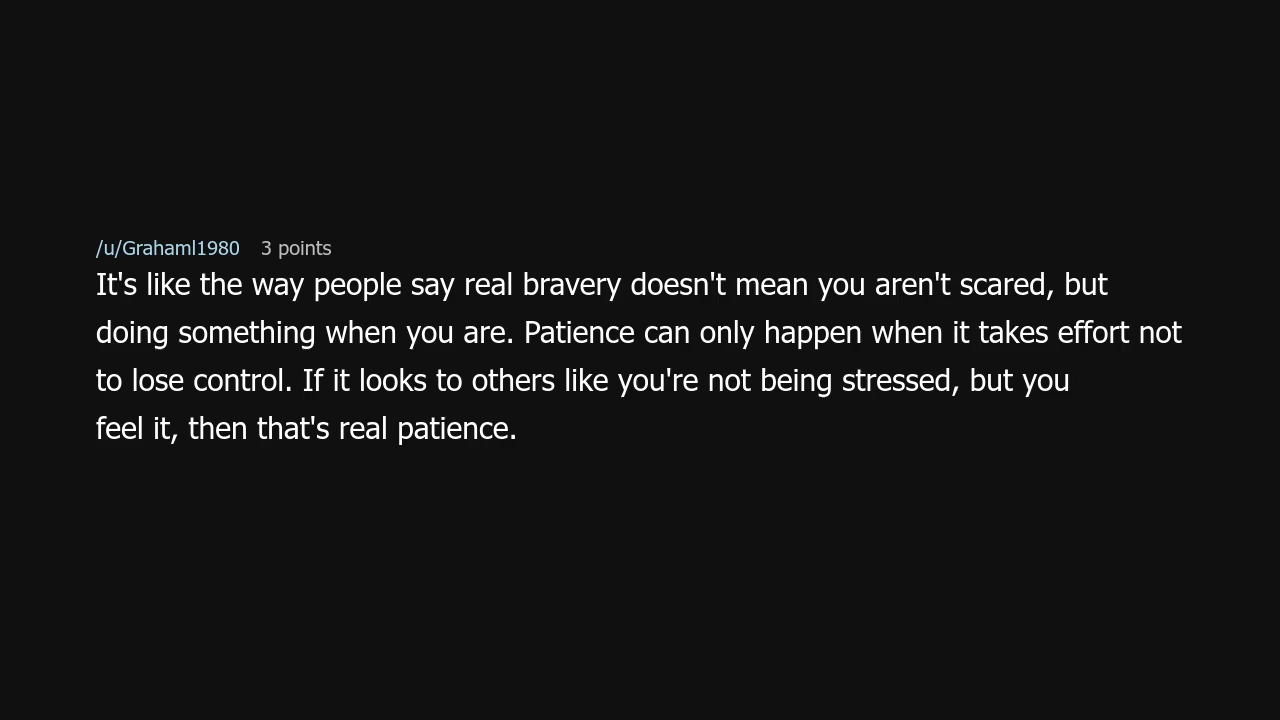 /u/Grahaml1980 3 points
It's like the way people say real bravery doesn't mean you aren't scared, but
doing something when you are. Patience can only happen when it takes effort not
to lose control. If it looks to others like you're not being stressed, but you
feel it, then that's real patience.